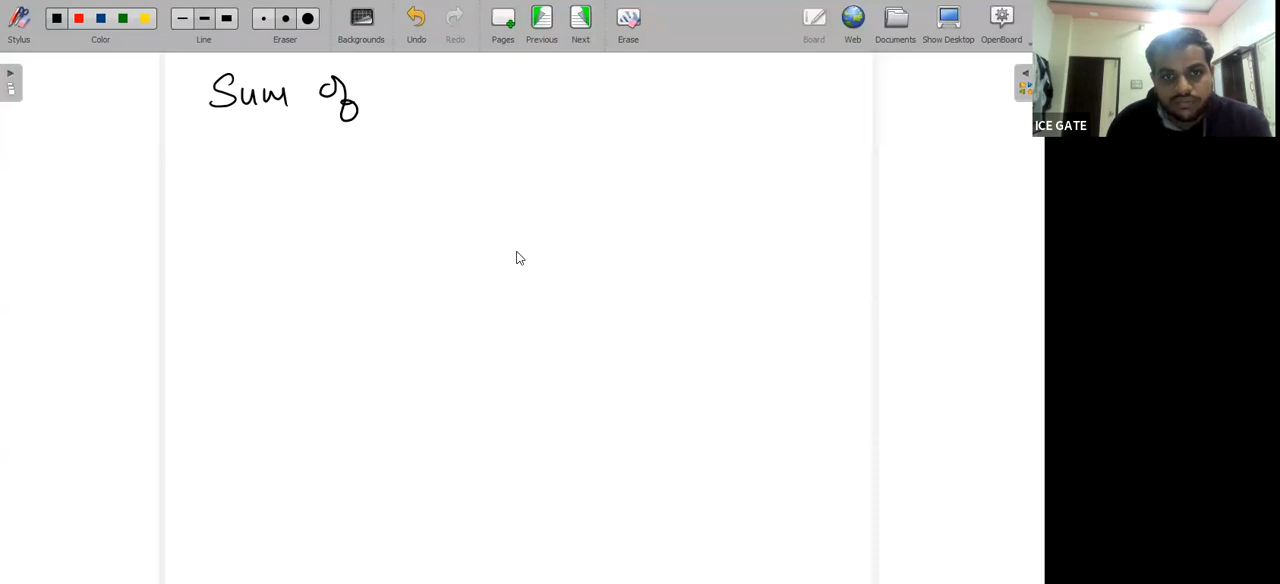 Stylus Color Line Eraser Backgrounds Undo Redo Pages Previous Next Erase Board Web Documents Show Desktop OpenBoard
ICE GATE
Sum of